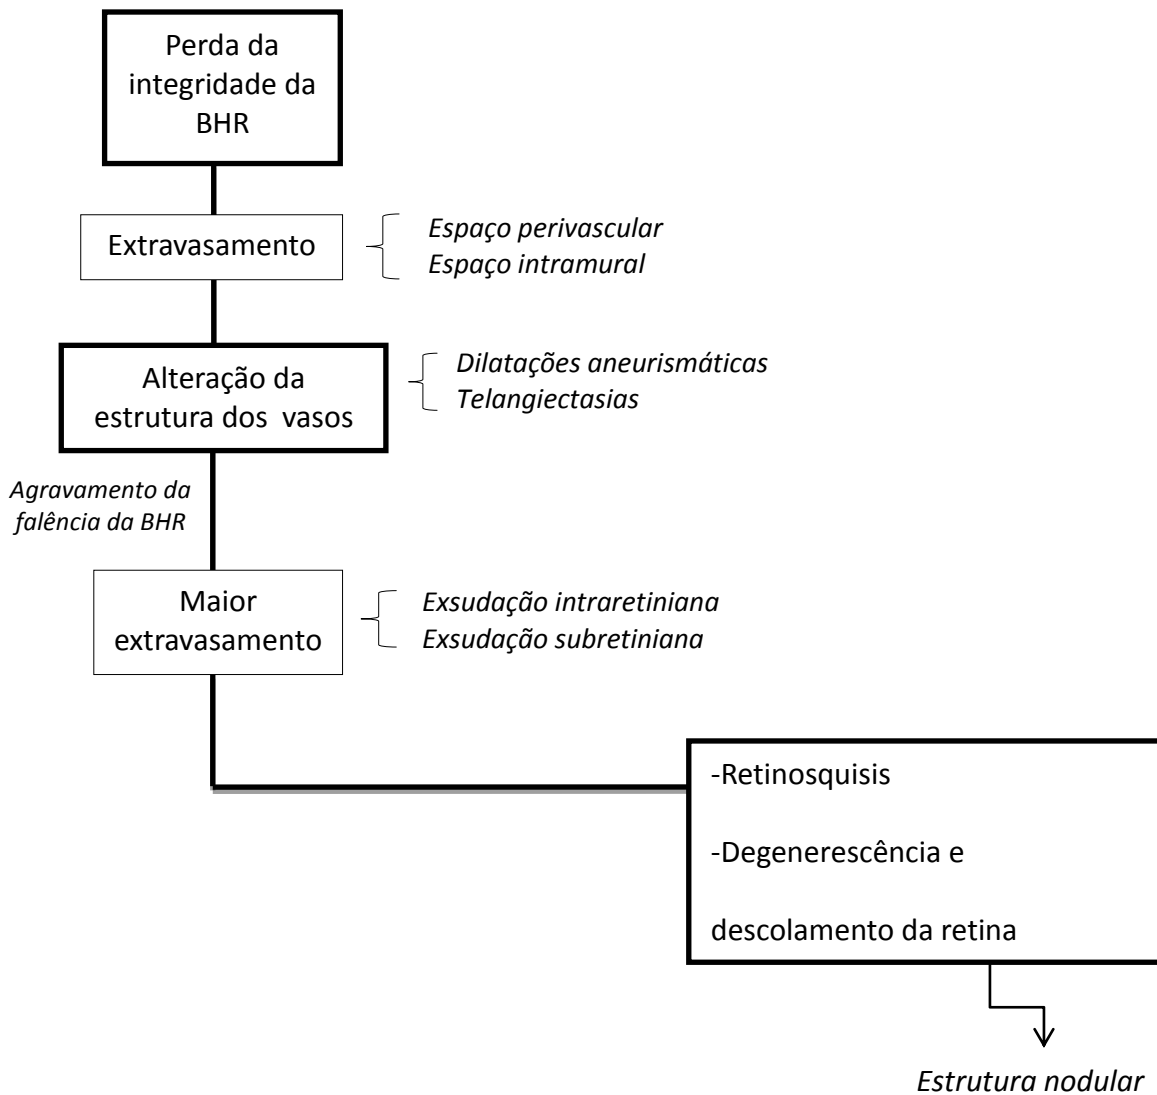 Perda da
integridade da
BHR
Extravasamento
Espaço perivascular
Espaço intramural
Alteração da
estrutura dos vasos
Dilatações aneurismáticas
Telangiectasias
Agravamento da
falência da BHR
Maior
extravasamento
Exsudação intraretiniana
Exsudação subretiniana
-Retinosquisis
-Degenerescência e
descolamento da retina
Estrutura nodular